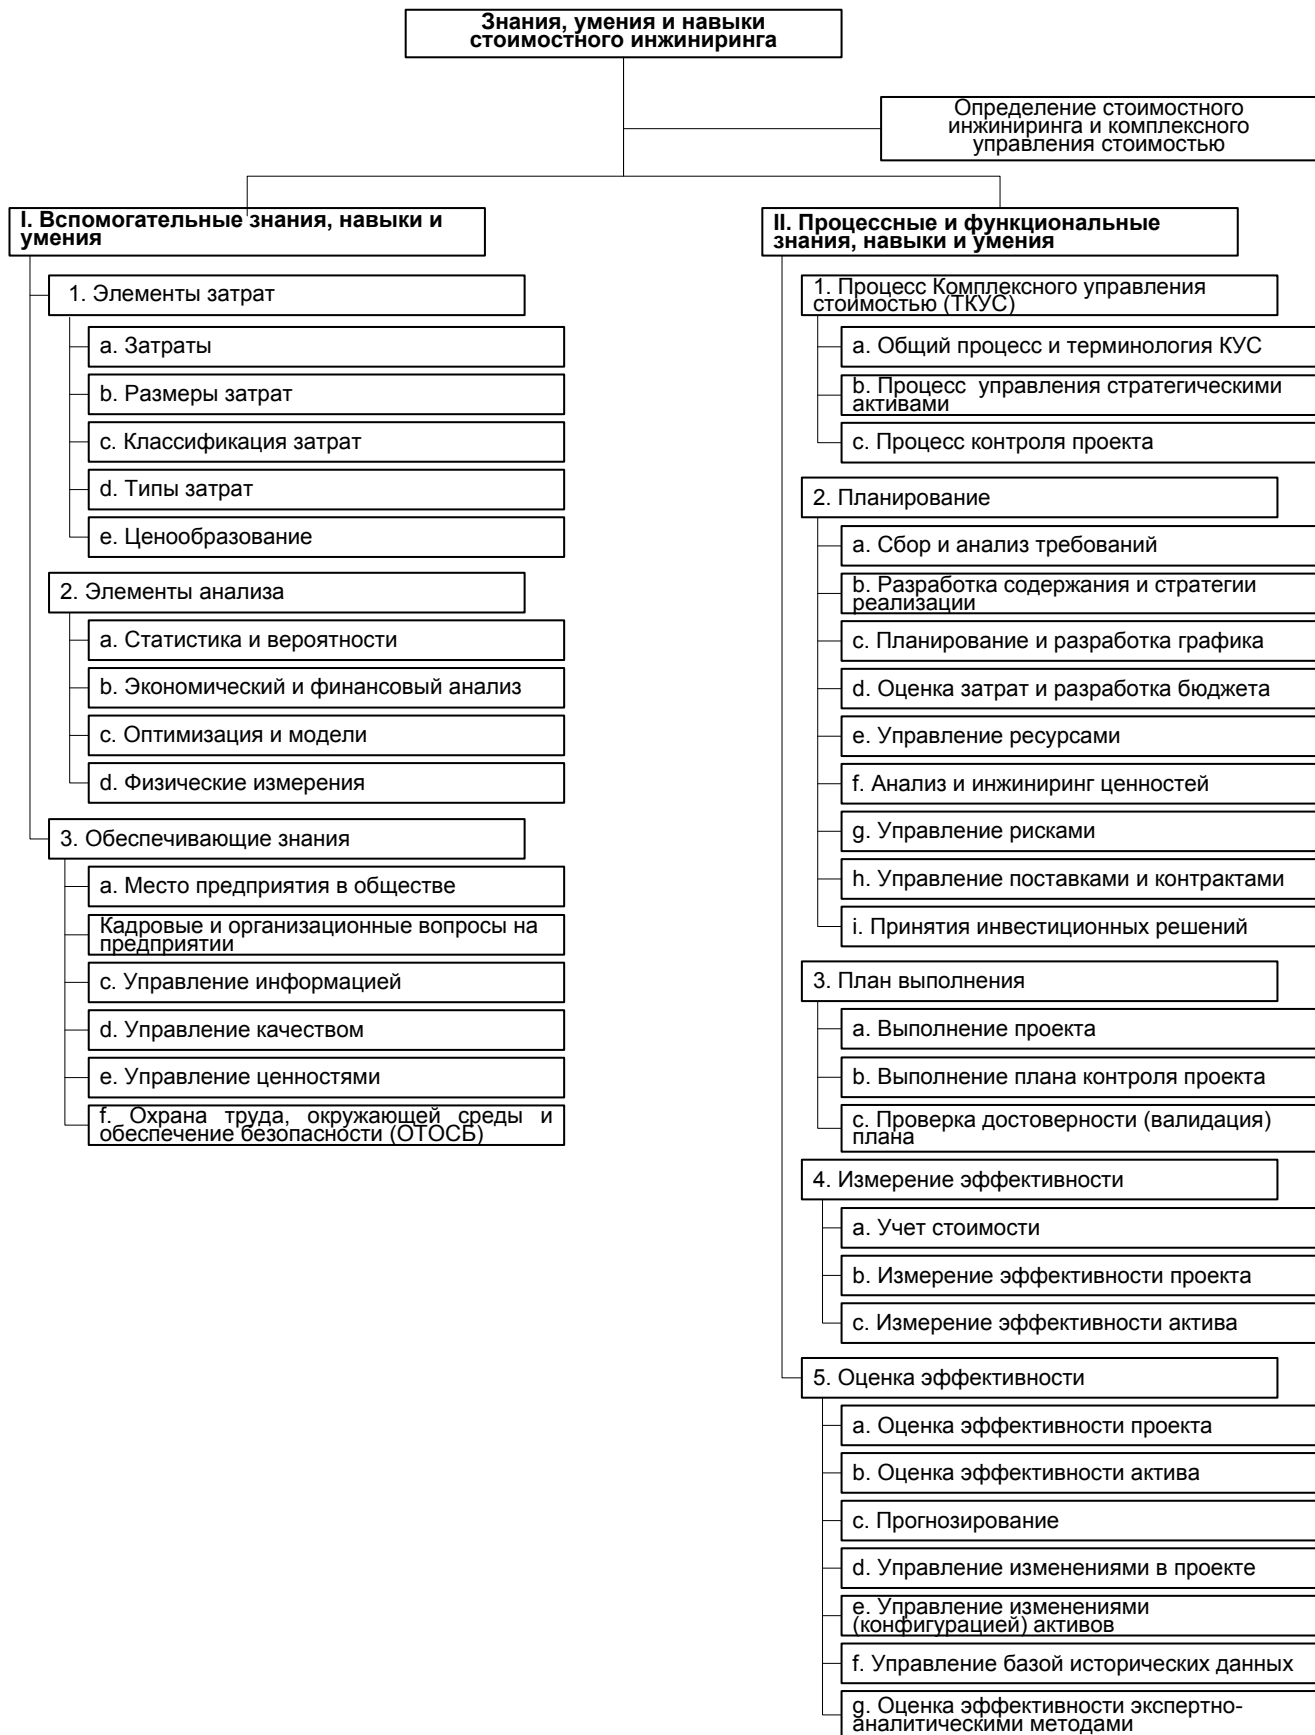 Знания, умения и навыки
стоимостного инжиниринга
Определение стоимостного
инжиниринга и комплексного
управления стоимостью
I. Вспомогательные знания, навыки и
умения
1. Элементы затрат
a. Затраты
b. Размеры затрат
c. Классификация затрат
d. Типы затрат
e. Ценообразование
2. Элементы анализа
a. Статистика и вероятности
b. Экономический и финансовый анализ
c. Оптимизация и модели
d. Физические измерения
3. Обеспечивающие знания
a. Место предприятия в обществе
Кадровые и организационные вопросы на
предприятии
c. Управление информацией
d. Управление качеством
e. Управление ценностями
f. Охрана труда, окружающей среды и
обеспечение безопасности (ОТОСБ)
II. Процессные и функциональные
знания, навыки и умения
1. Процесс Комплексного управления
стоимостью (ТКУС)
a. Общий процесс и терминология КУС
b. Процесс управления стратегическими
активами
c. Процесс контроля проекта
2. Планирование
a. Сбор и анализ требований
b. Разработка содержания и стратегии
реализации
c. Планирование и разработка графика
d. Оценка затрат и разработка бюджета
e. Управление ресурсами
f. Анализ и инжиниринг ценностей
g. Управление рисками
h. Управление поставками и контрактами
i. Принятия инвестиционных решений
3. План выполнения
a. Выполнение проекта
b. Выполнение плана контроля проекта
c. Проверка достоверности (валидация)
плана
4. Измерение эффективности
a. Учет стоимости
b. Измерение эффективности проекта
c. Измерение эффективности актива
5. Оценка эффективности
a. Оценка эффективности проекта
b. Оценка эффективности актива
c. Прогнозирование
d. Управление изменениями в проекте
e. Управление изменениями
(конфигурацией) активов
f. Управление базой исторических данных
g. Оценка эффективности экспертно-
аналитическими методами